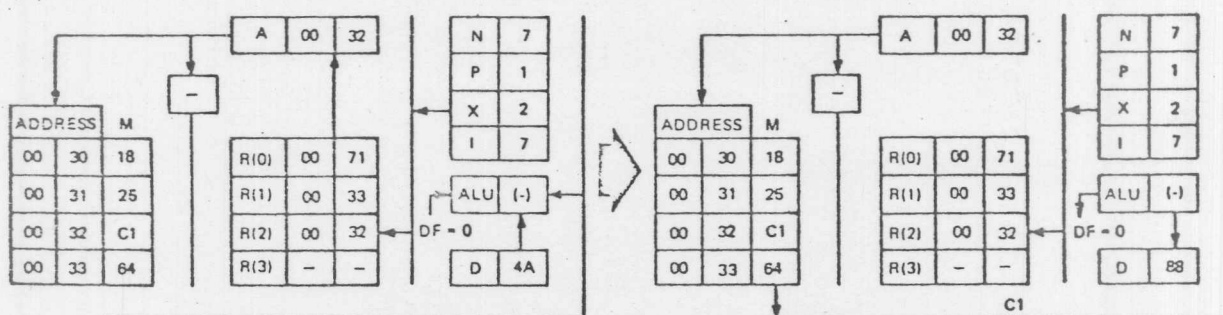 A 00 32
N 7
P 1
X 2
I 7
–
ADDRESS M
00 30 18
00 31 25
00 32 C1
00 33 64
R(0) 00 71
R(1) 00 33
R(2) 00 32
R(3) – –
ALU (-)
DF = 0
D 4A
A 00 32
N 7
P 1
X 2
I 7
–
ADDRESS M
00 30 18
00 31 25
00 32 C1
00 33 64
R(0) 00 71
R(1) 00 33
R(2) 00 32
R(3) – –
ALU (-)
DF = 0
D 88
C1